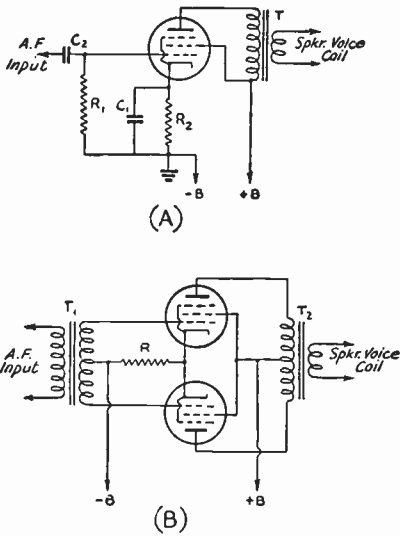 A.F. Input
C₂
T
Spkr. Voice Coil
R₁
C₁
R₂
-B
+B
(A)
T₁
T₂
A.F. Input
R
Spkr. Voice Coil
-B
+B
(B)